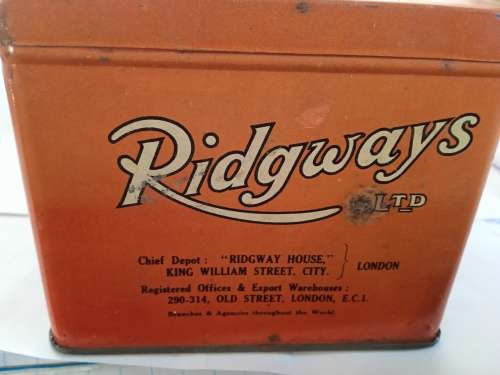 Ridgways
LTD
Chief Depot : "RIDGWAY HOUSE,"
KING WILLIAM STREET, CITY. } LONDON
Registered Offices & Export Warehouses :
290-314, OLD STREET, LONDON, E.C.1.
Branches & Agencies throughout the World.